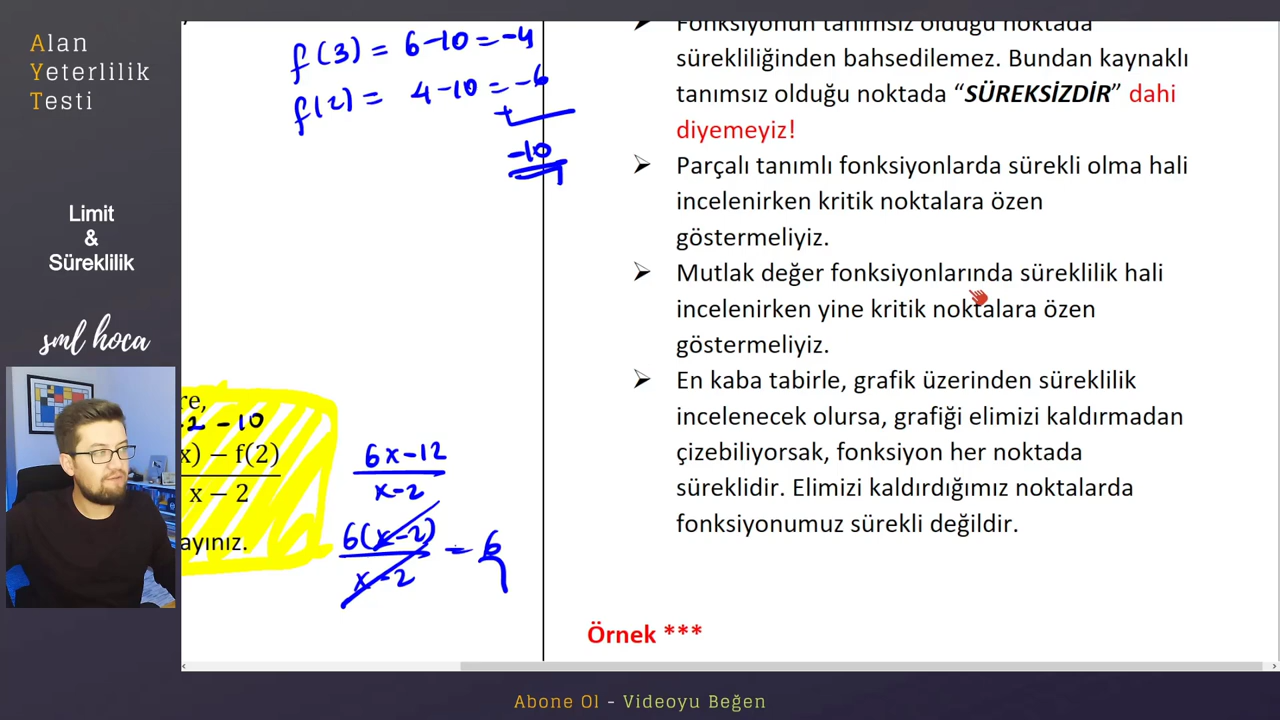 Alan
Yeterlilik
Testi
Limit
&
Süreklilik
sml hoca
f(3) = 6-10 = -4
f(2) = 4-10 = -6
+
-10
re,
2 -10
x) − f(2)
x − 2
ayınız.
6x-12
x-2
6(x-2)
x-2
= 6
Fonksiyonun tanımsız olduğu noktada
sürekliliğinden bahsedilemez. Bundan kaynaklı
tanımsız olduğu noktada “SÜREKSİZDİR” dahi
diyemeyiz!
➢ Parçalı tanımlı fonksiyonlarda sürekli olma hali
incelenirken kritik noktalara özen
göstermeliyiz.
➢ Mutlak değer fonksiyonlarında süreklilik hali
incelenirken yine kritik noktalara özen
göstermeliyiz.
➢ En kaba tabirle, grafik üzerinden süreklilik
incelenecek olursa, grafiği elimizi kaldırmadan
çizebiliyorsak, fonksiyon her noktada
süreklidir. Elimizi kaldırdığımız noktalarda
fonksiyonumuz sürekli değildir.
Örnek ***
Abone Ol - Videoyu Beğen